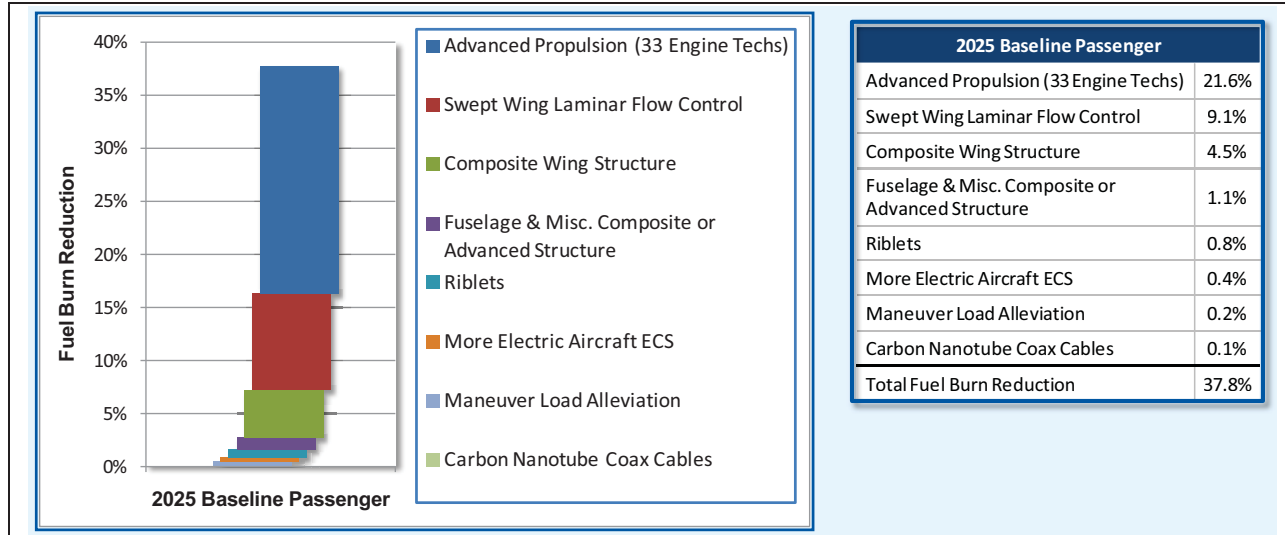 40%
35%
30%
25%
20%
15%
10%
5%
0%
Fuel Burn Reduction
2025 Baseline Passenger
Advanced Propulsion (33 Engine Techs)
Swept Wing Laminar Flow Control
Composite Wing Structure
Fuselage & Misc. Composite or
Advanced Structure
Riblets
More Electric Aircraft ECS
Maneuver Load Alleviation
Carbon Nanotube Coax Cables
2025 Baseline Passenger
Advanced Propulsion (33 Engine Techs) 21.6%
Swept Wing Laminar Flow Control 9.1%
Composite Wing Structure 4.5%
Fuselage & Misc. Composite or
Advanced Structure 1.1%
Riblets 0.8%
More Electric Aircraft ECS 0.4%
Maneuver Load Alleviation 0.2%
Carbon Nanotube Coax Cables 0.1%
Total Fuel Burn Reduction 37.8%